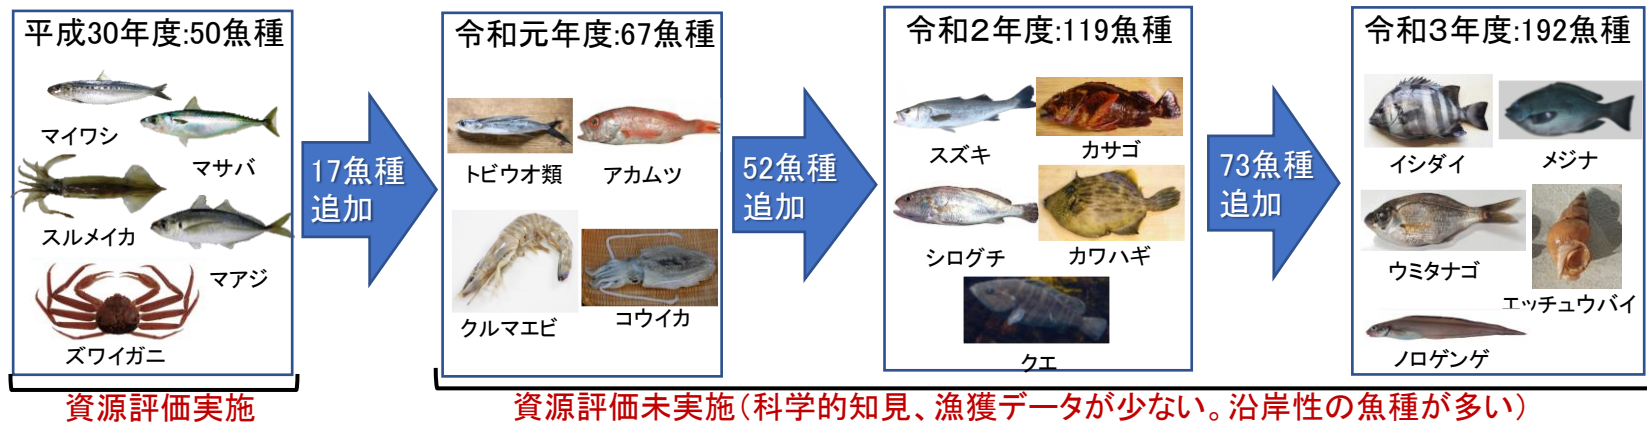 平成30年度:50魚種
マイワシ
マサバ
スルメイカ
マアジ
ズワイガニ
資源評価実施
17魚種
追加
令和元年度:67魚種
トビウオ類
アカムツ
クルマエビ
コウイカ
52魚種
追加
令和２年度:119魚種
スズキ
カサゴ
シログチ
カワハギ
クエ
73魚種
追加
令和３年度:192魚種
イシダイ
メジナ
ウミタナゴ
エッチュウバイ
ノロゲンゲ
資源評価未実施（科学的知見、漁獲データが少ない。沿岸性の魚種が多い）